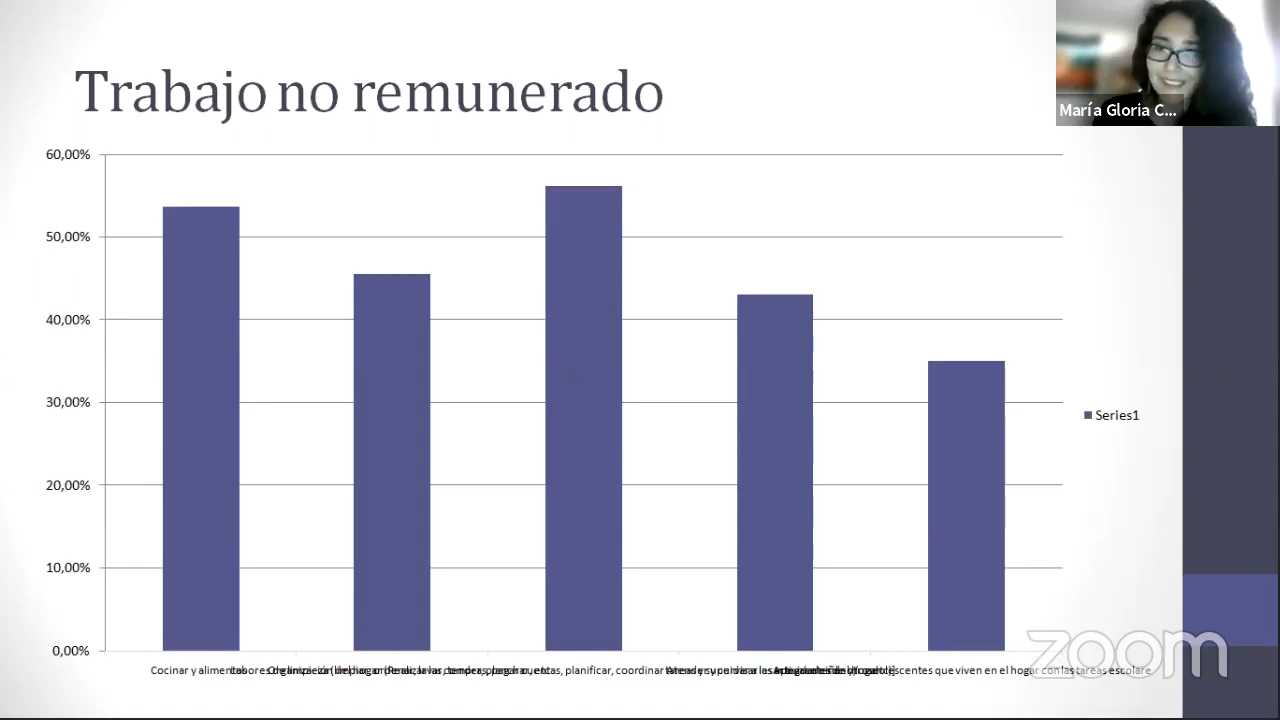 Trabajo no remunerado
María Gloria C...
60,00%
50,00%
40,00%
30,00%
20,00%
10,00%
0,00%
Series1
Cocinar y
planificar, coordinar
que viven en el hogar con las tareas escolare
zoom